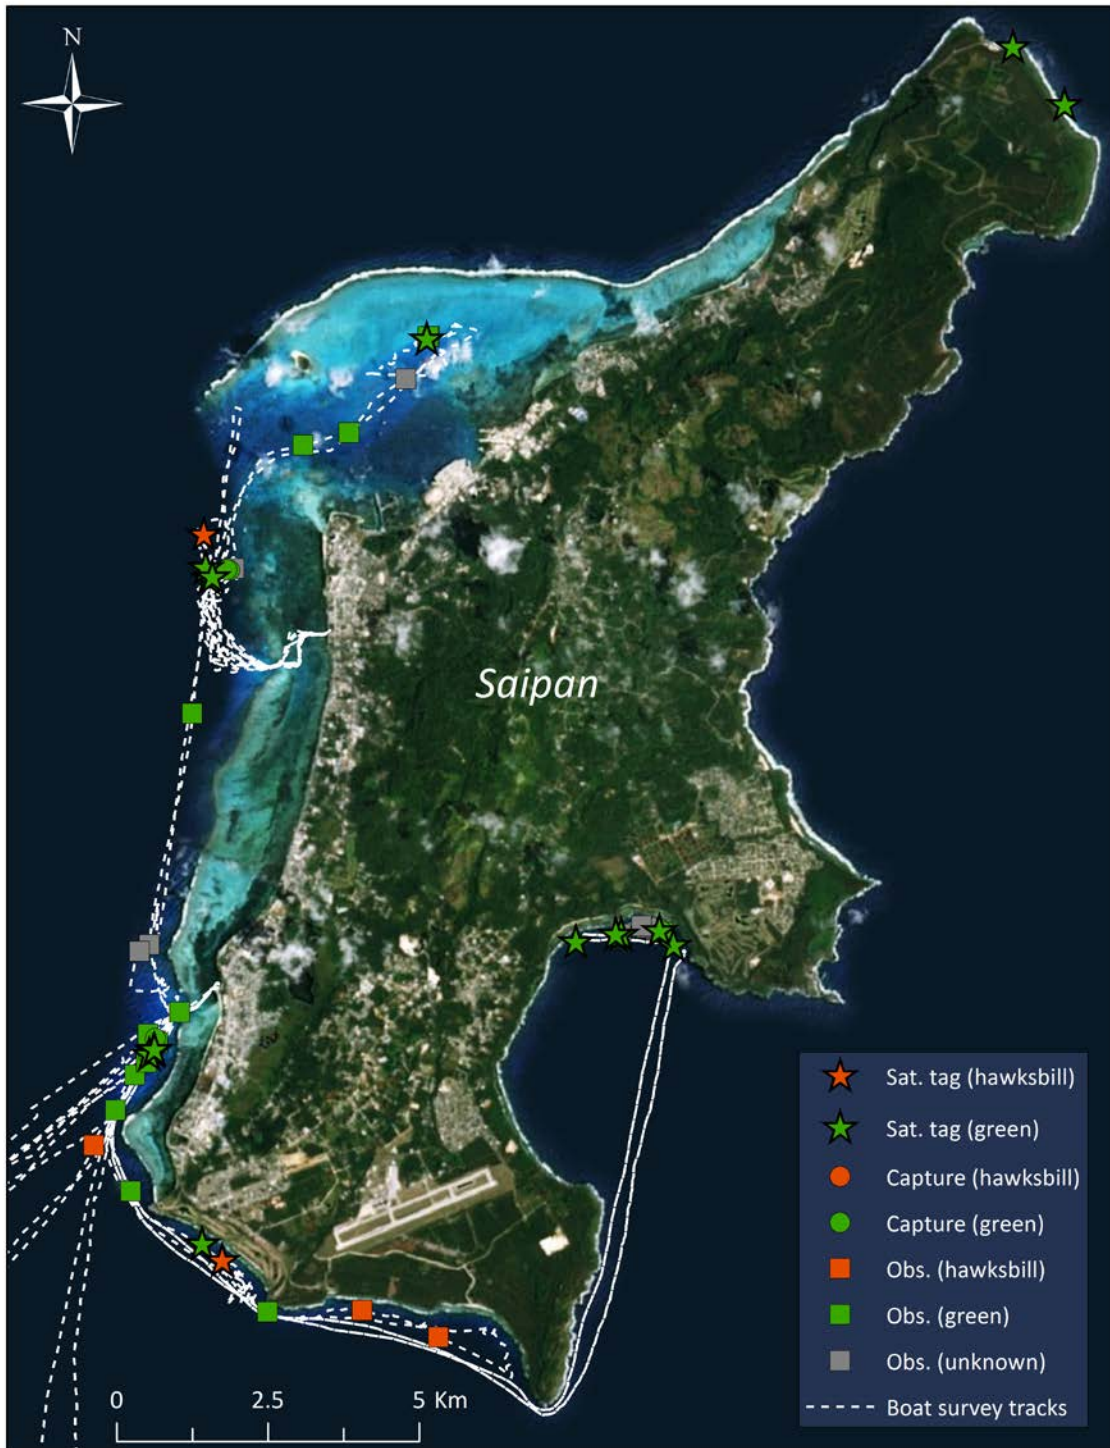 N
Saipan
Sat. tag (hawksbill)
Sat. tag (green)
Capture (hawksbill)
Capture (green)
Obs. (hawksbill)
Obs. (green)
Obs. (unknown)
Boat survey tracks
0 2.5 5 Km